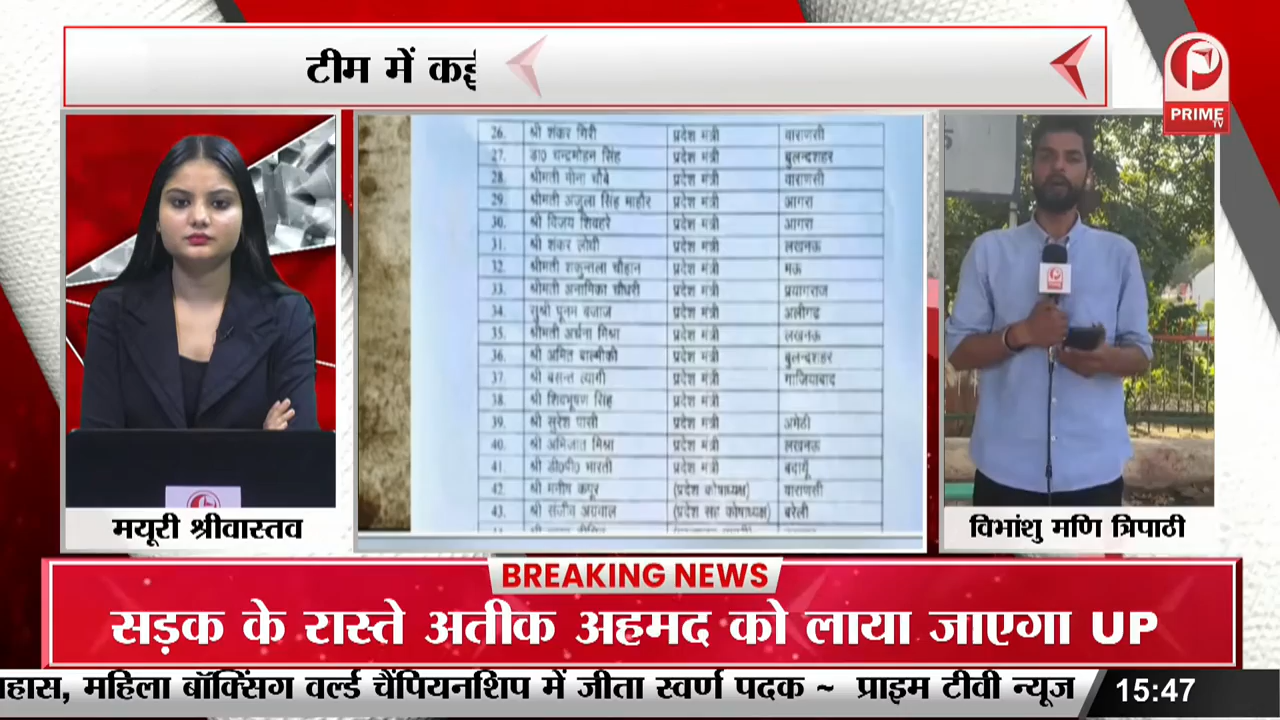 टीम में कई
PRIME
TV
26. श्री शंकर गिरी प्रदेश मंत्री वाराणसी
27. डा0 चन्द्रमोहन सिंह प्रदेश मंत्री बुलन्दशहर
28. श्रीमती मीना चौबे प्रदेश मंत्री वाराणसी
29. श्रीमती अंजुला सिंह माहौर प्रदेश मंत्री आगरा
30. श्री विजय शिवहरे प्रदेश मंत्री आगरा
31. श्री शंकर लोधी प्रदेश मंत्री लखनऊ
32. श्रीमती शकुन्तला चौहान प्रदेश मंत्री मऊ
33. श्रीमती अनामिका चौधरी प्रदेश मंत्री प्रयागराज
34. सुश्री पूनम बजाज प्रदेश मंत्री अलीगढ़
35. श्रीमती अर्चना मिश्रा प्रदेश मंत्री लखनऊ
36. श्री अमित बाल्मीकी प्रदेश मंत्री बुलन्दशहर
37. श्री बसन्त त्यागी प्रदेश मंत्री गाजियाबाद
38. श्री शिवभूषण सिंह प्रदेश मंत्री
39. श्री सुरेश पासी प्रदेश मंत्री अमेठी
40. श्री अभिजात मिश्रा प्रदेश मंत्री लखनऊ
41. श्री डी0पी0 भारती प्रदेश मंत्री बदायूँ
42. श्री मनीष कपूर (प्रदेश कोषाध्यक्ष) वाराणसी
43. श्री संजीव अग्रवाल (प्रदेश सह कोषाध्यक्ष) बरेली
मयूरी श्रीवास्तव
विभांशु मणि त्रिपाठी
BREAKING NEWS
सड़क के रास्ते अतीक अहमद को लाया जाएगा UP
हास, महिला बॉक्सिंग वर्ल्ड चैंपियनशिप में जीता स्वर्ण पदक ~ प्राइम टीवी न्यूज
15:47